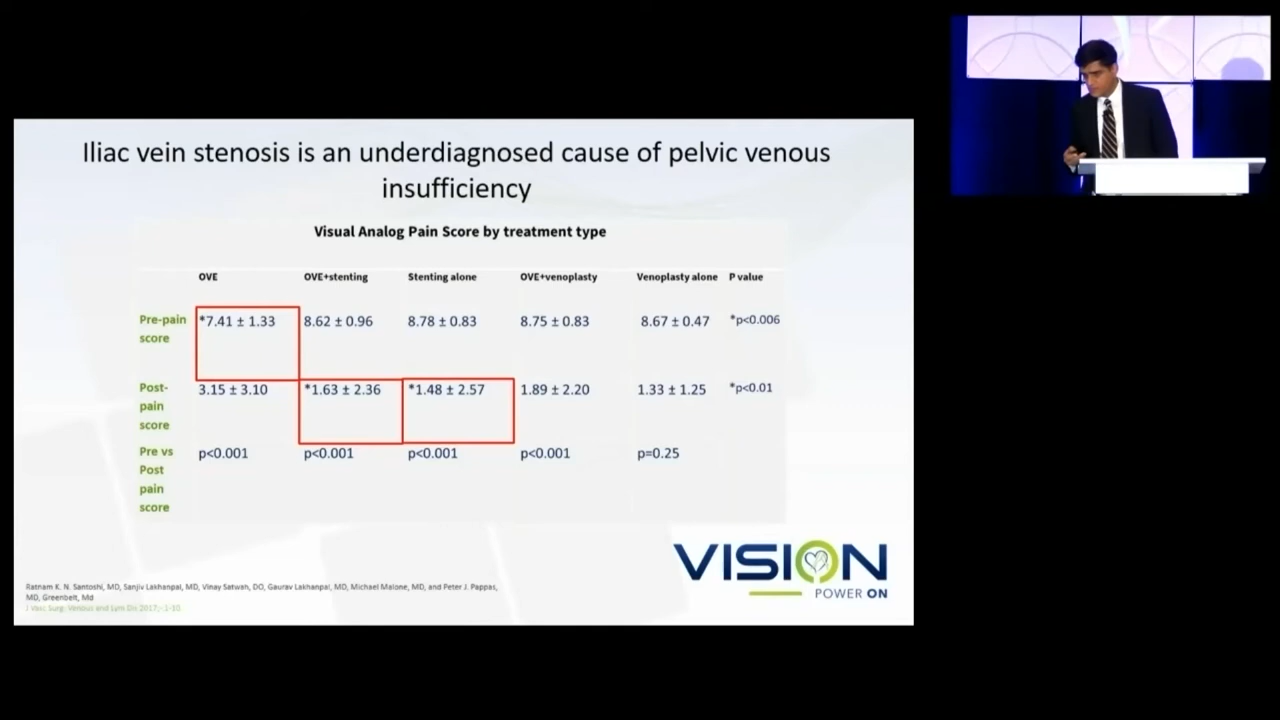 Iliac vein stenosis is an underdiagnosed cause of pelvic venous
insufficiency
Visual Analog Pain Score by treatment type
OVE OVE+stenting Stenting alone OVE+venoplasty Venoplasty alone P value
Pre-pain score *7.41 ± 1.33 8.62 ± 0.96 8.78 ± 0.83 8.75 ± 0.83 8.67 ± 0.47 *p<0.006
Post-pain score 3.15 ± 3.10 *1.63 ± 2.36 *1.48 ± 2.57 1.89 ± 2.20 1.33 ± 1.25 *p<0.01
Pre vs Post pain score p<0.001 p<0.001 p<0.001 p<0.001 p=0.25
VISION
POWER ON
Ratnam K. N. Santoshi, MD, Sanjiv Lakhanpal, MD, Vinay Satwah, DO, Gaurav Lakhanpal, MD, Michael Malone, MD, and Peter J. Pappas,
MD, Greenbelt, Md
J Vasc Surg: Venous and Lym Dis 2017;-:1-10